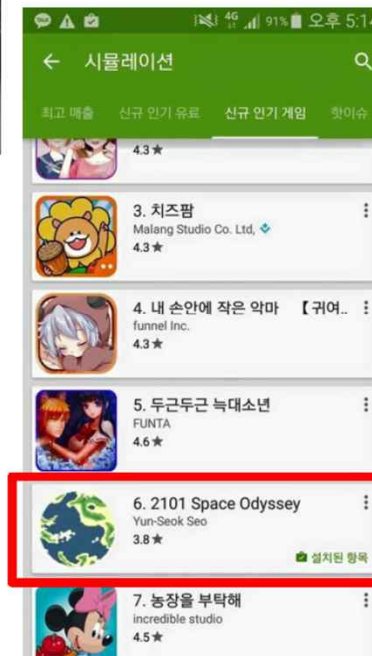 4G 91% 오후 5:14
시뮬레이션
최고 매출 신규 인기 유료 신규 인기 게임 핫이슈
4.3★
3. 치즈팜
Malang Studio Co. Ltd,
4.3★
4. 내 손안에 작은 악마 【귀여..
funnel Inc.
4.3★
5. 두근두근 늑대소년
FUNTA
4.6★
6. 2101 Space Odyssey
Yun-Seok Seo
3.8★
설치된 항목
7. 농장을 부탁해
incredible studio
4.5★